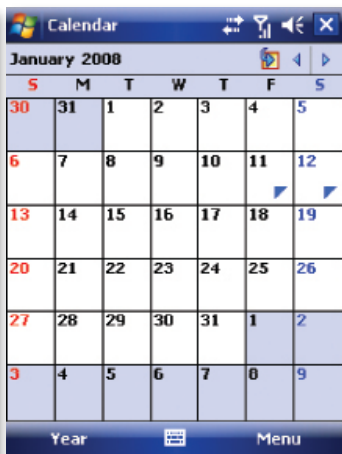 Calendar
January 2008
S M T W T F S
30 31 1 2 3 4 5
6 7 8 9 10 11 12
13 14 15 16 17 18 19
20 21 22 23 24 25 26
27 28 29 30 31 1 2
3 4 5 6 7 8 9
Year Menu